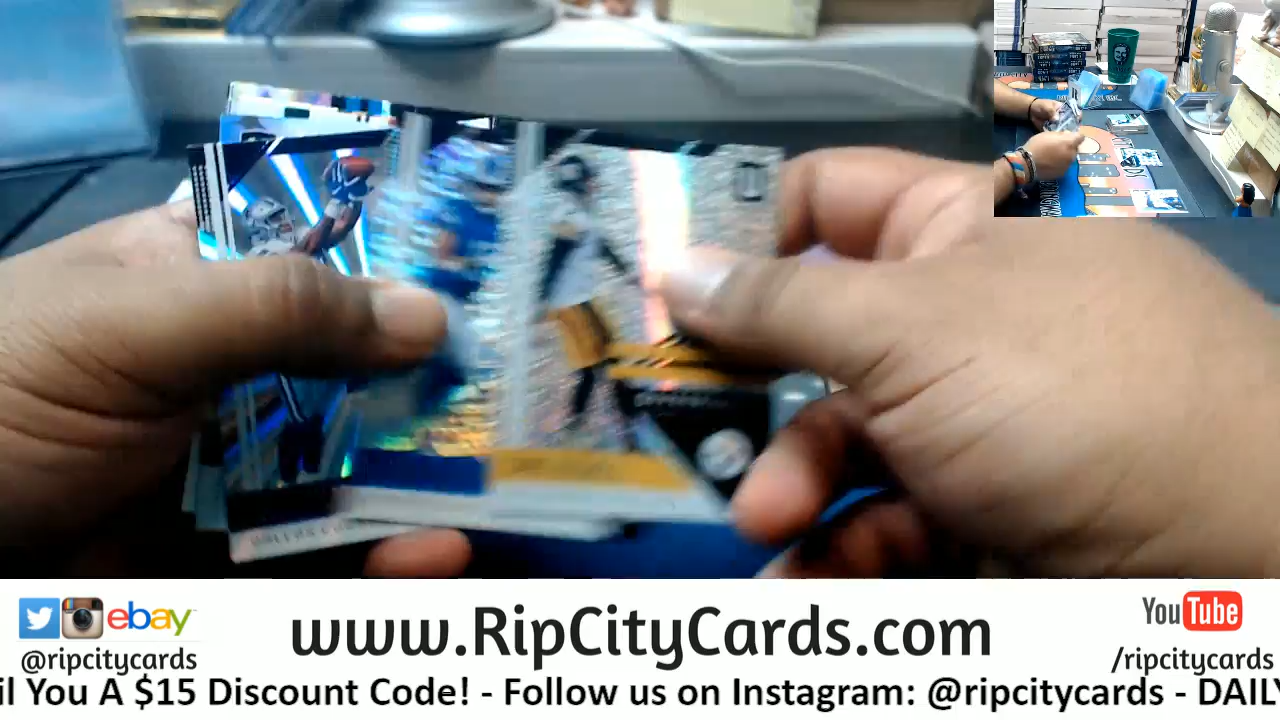 ebay
@ripcitycards
www.RipCityCards.com
YouTube
/ripcitycards
il You A $15 Discount Code! - Follow us on Instagram: @ripcitycards - DAILY